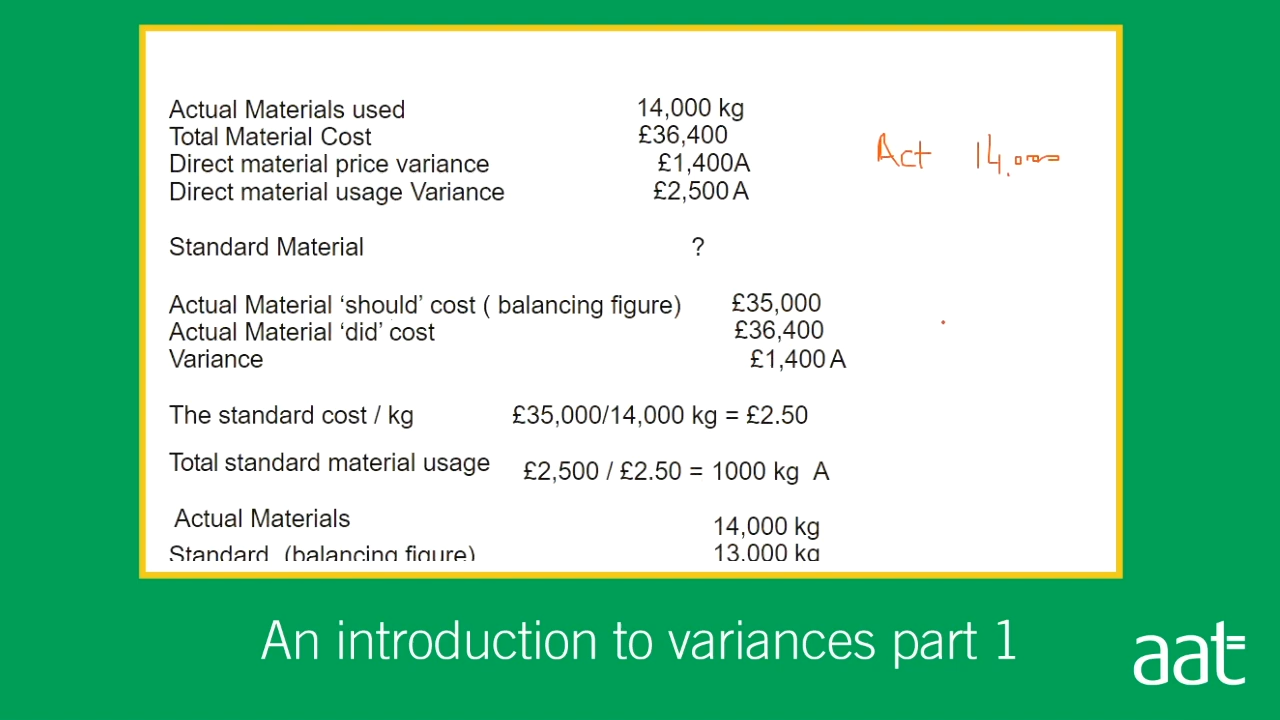 Actual Materials used 14,000 kg
Total Material Cost £36,400
Direct material price variance £1,400A
Direct material usage Variance £2,500 A
Act 14.000
Standard Material ?
Actual Material ‘should’ cost ( balancing figure) £35,000
Actual Material ‘did’ cost £36,400
Variance £1,400 A
The standard cost / kg £35,000/14,000 kg = £2.50
Total standard material usage £2,500 / £2.50 = 1000 kg A
Actual Materials 14,000 kg
Standard (balancing figure) 13,000 kg
An introduction to variances part 1
aat